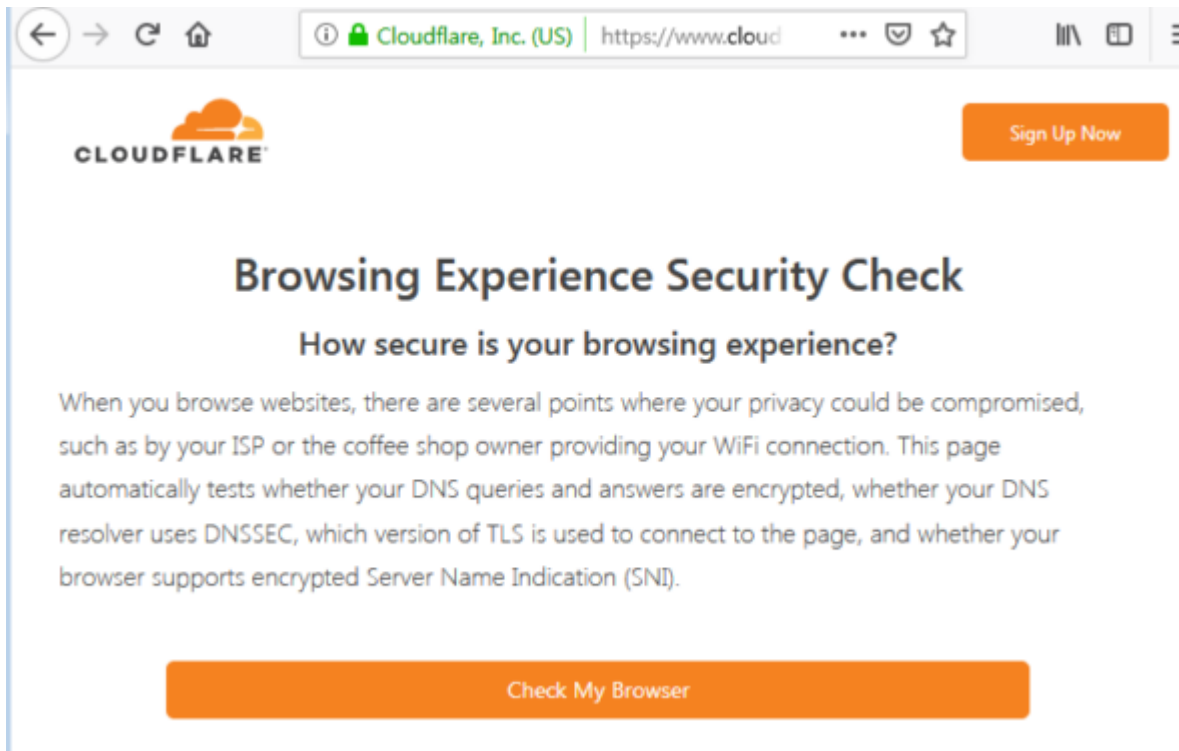 Cloudflare, Inc. (US) https://www.cloud
CLOUDFLARE
Sign Up Now
Browsing Experience Security Check
How secure is your browsing experience?
When you browse websites, there are several points where your privacy could be compromised,
such as by your ISP or the coffee shop owner providing your WiFi connection. This page
automatically tests whether your DNS queries and answers are encrypted, whether your DNS
resolver uses DNSSEC, which version of TLS is used to connect to the page, and whether your
browser supports encrypted Server Name Indication (SNI).
Check My Browser